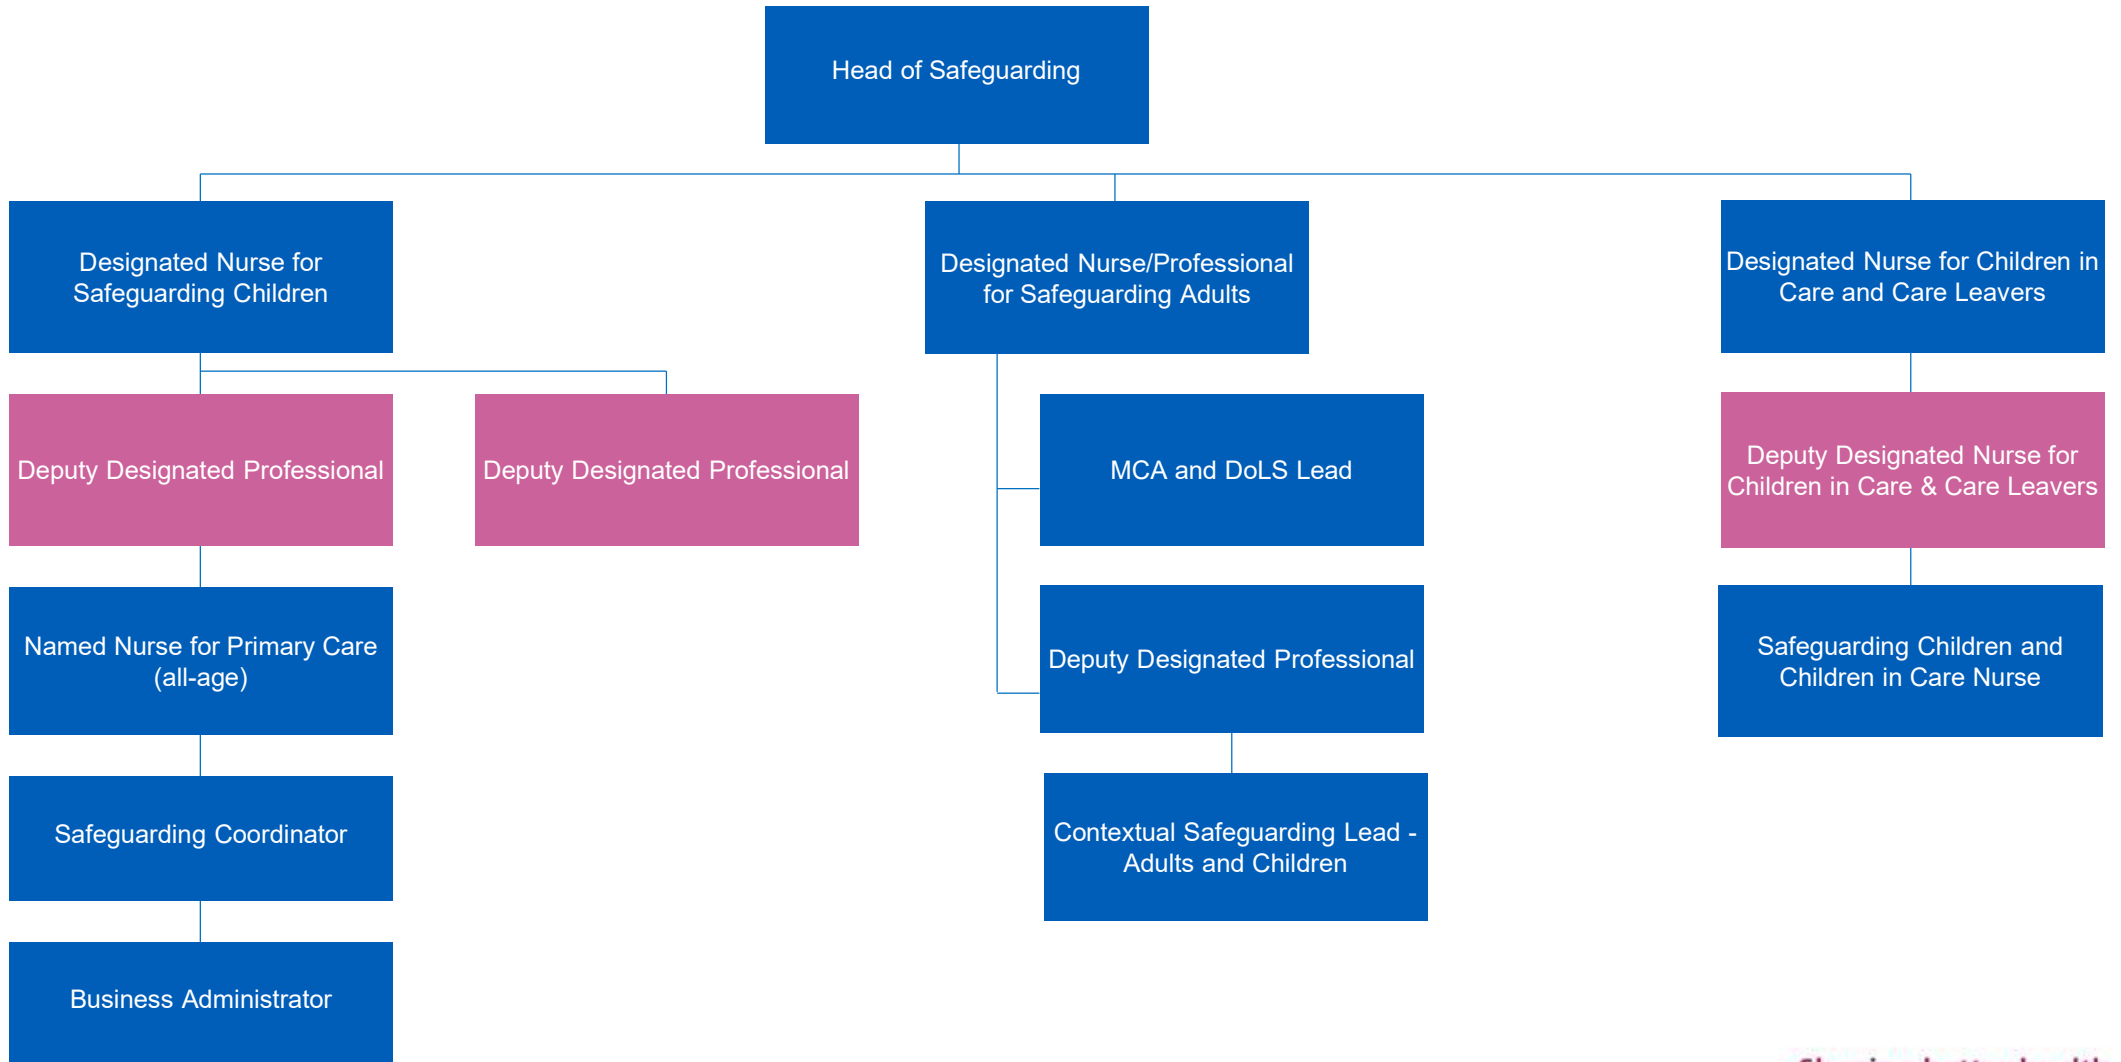 Head of Safeguarding
Designated Nurse for
Safeguarding Children
Designated Nurse/Professional
for Safeguarding Adults
Designated Nurse for Children in
Care and Care Leavers
Deputy Designated Professional
Deputy Designated Professional
MCA and DoLS Lead
Deputy Designated Nurse for
Children in Care & Care Leavers
Named Nurse for Primary Care
(all-age)
Deputy Designated Professional
Safeguarding Children and
Children in Care Nurse
Safeguarding Coordinator
Contextual Safeguarding Lead -
Adults and Children
Business Administrator